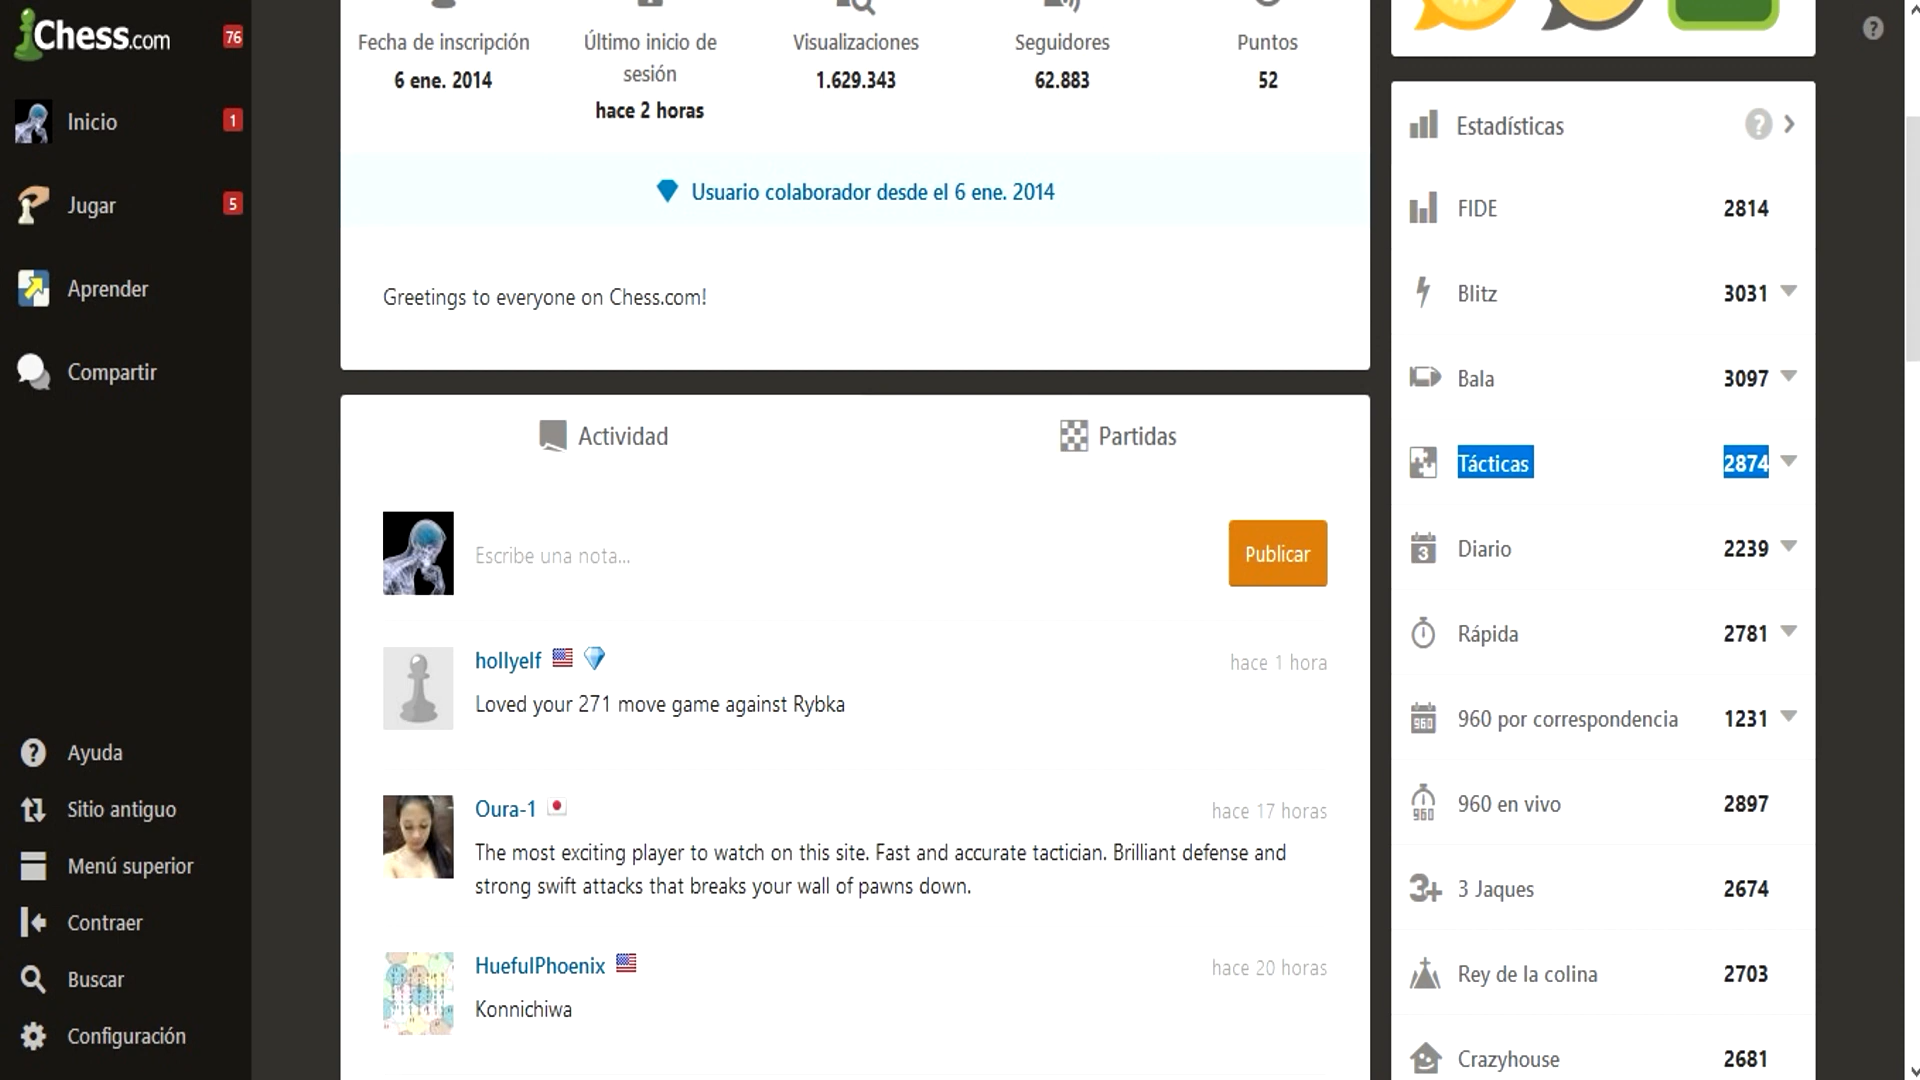 Chess.com
76
Inicio
1
Jugar
5
Aprender
Compartir
Ayuda
Sitio antiguo
Menú superior
Contraer
Buscar
Configuración
Fecha de inscripción
6 ene. 2014
Último inicio de
sesión
hace 2 horas
Visualizaciones
1.629.343
Seguidores
62.883
Puntos
52
Usuario colaborador desde el 6 ene. 2014
Greetings to everyone on Chess.com!
Actividad
Partidas
Escribe una nota...
Publicar
hollyelf
hace 1 hora
Loved your 271 move game against Rybka
Oura-1
hace 17 horas
The most exciting player to watch on this site. Fast and accurate tactician. Brilliant defense and
strong swift attacks that breaks your wall of pawns down.
HuefulPhoenix
hace 20 horas
Konnichiwa
?
Estadísticas
?
FIDE 2814
Blitz 3031
Bala 3097
Tácticas 2874
3
Diario 2239
Rápida 2781
960
960 por correspondencia 1231
960
960 en vivo 2897
3+
3 Jaques 2674
Rey de la colina 2703
Crazyhouse 2681